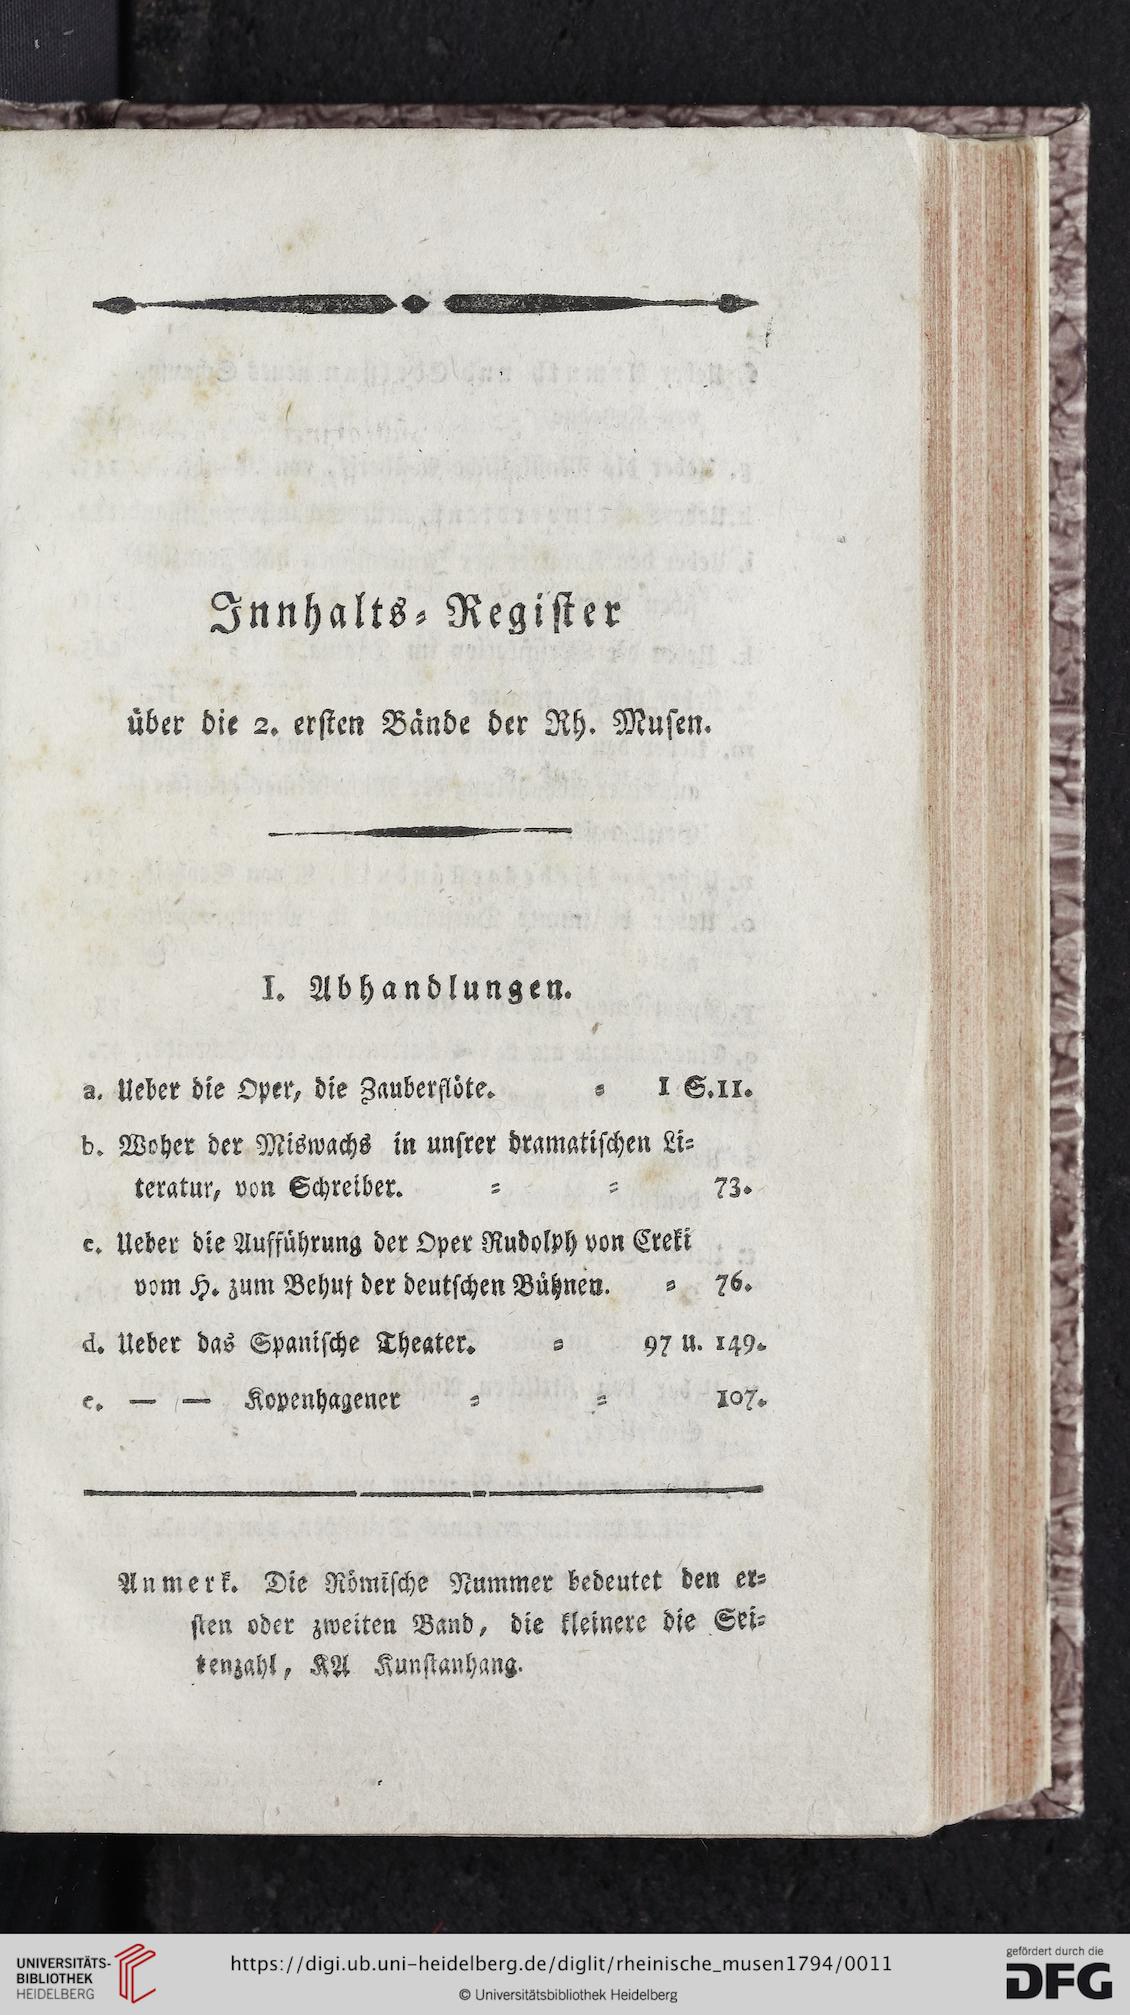 Innhalts⸗ Regiſter
über die 2. erſten Bände der Rh. Muſen.
I. Abhandlungen.
a. Ueber die Oper, die Zauberflöte. ⸗ I S. 11.
b. Woher der Miswachs in unſrer dramatiſchen Li⸗
teratur, von Schreiber. ⸗ ⸗ 73.
c. Ueber die Aufführung der Oper Rudolph von Creki
vom H. zum Behuf der deutſchen Bühnen. ⸗ 76.
d. Ueber das Spaniſche Theater. ⸗ 97 u. 149.
e. — — Kopenhagener ⸗ ⸗ 107.
Anmerk. Die Römiſche Nummer bedeutet den er⸗
ſten oder zweiten Band, die kleinere die Sei⸗
tenzahl, KA Kunſtanhang.
UNIVERSITÄTS-
BIBLIOTHEK
HEIDELBERG
https://digi.ub.uni-heidelberg.de/diglit/rheinische_musen1794/0011
© Universitätsbibliothek Heidelberg
gefördert durch die
DFG